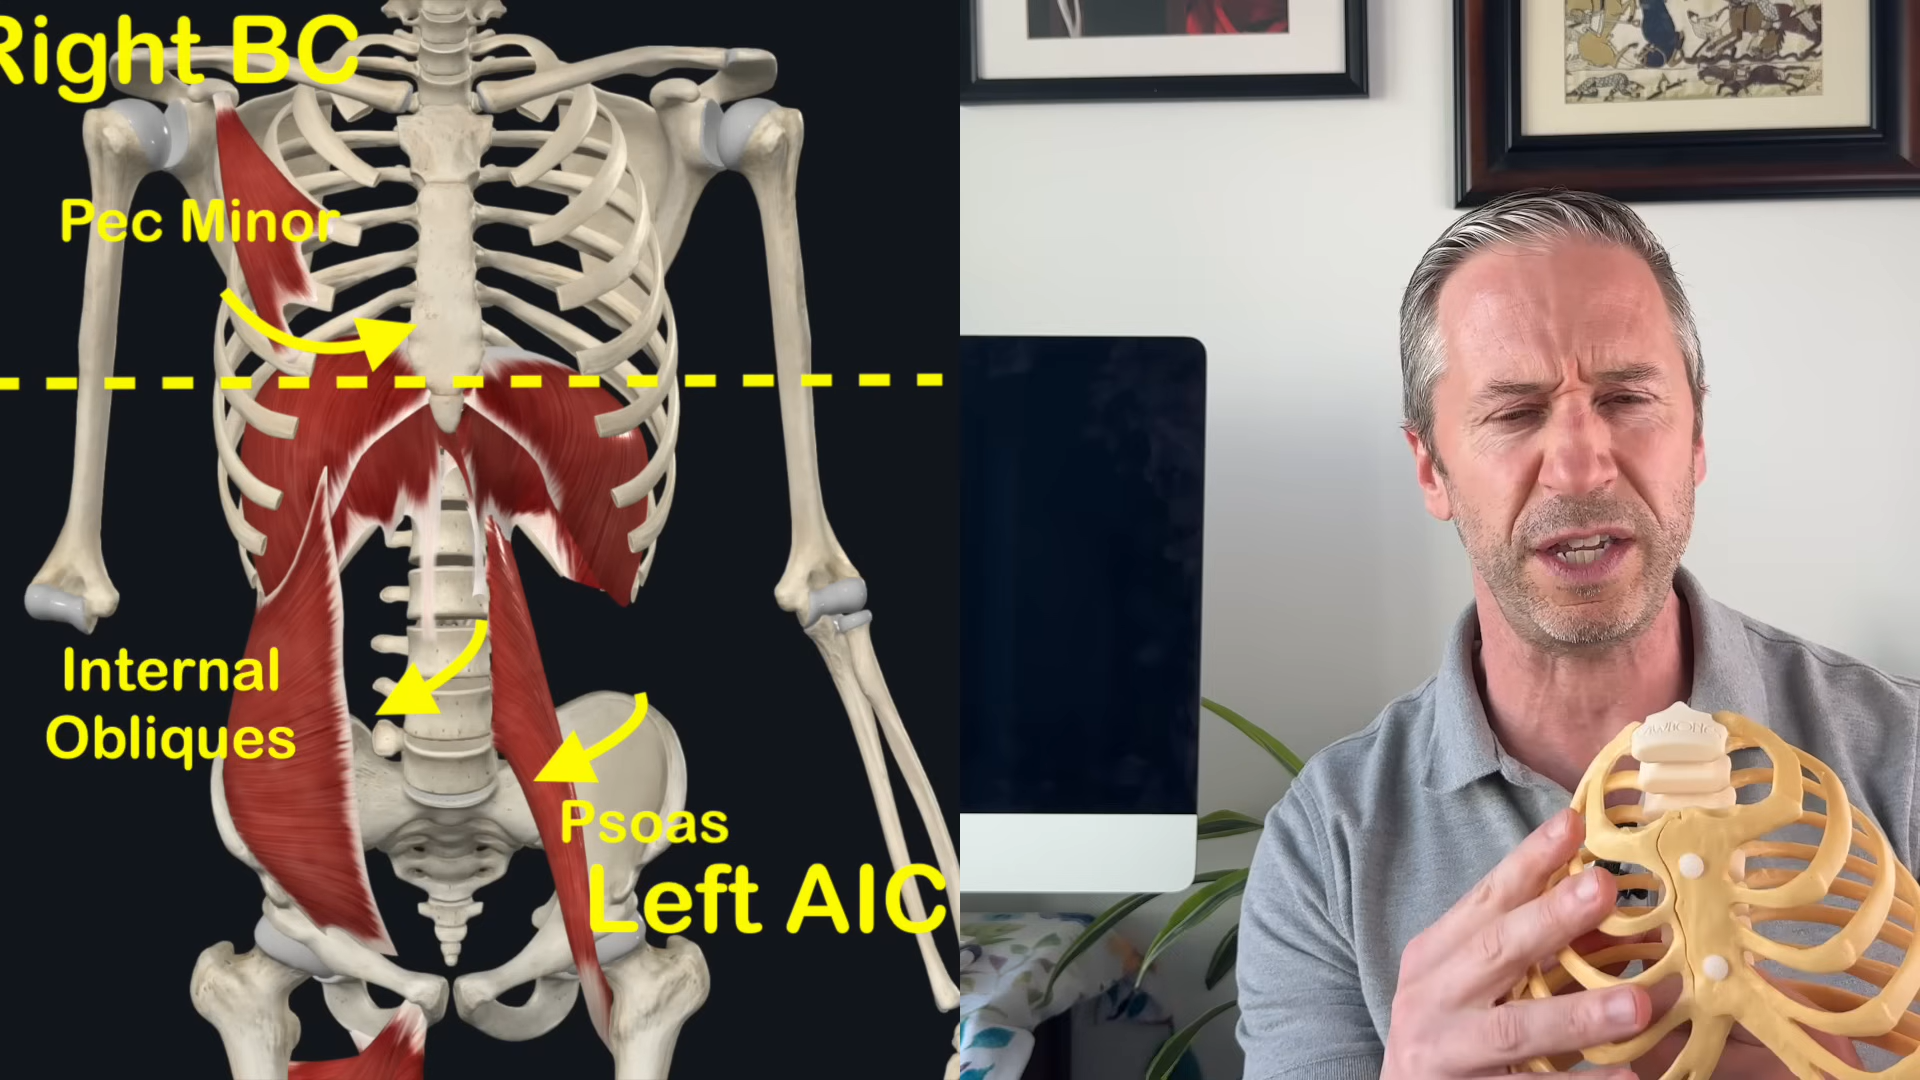 Right BC
Pec Minor
Internal
Obliques
Psoas
Left AIC